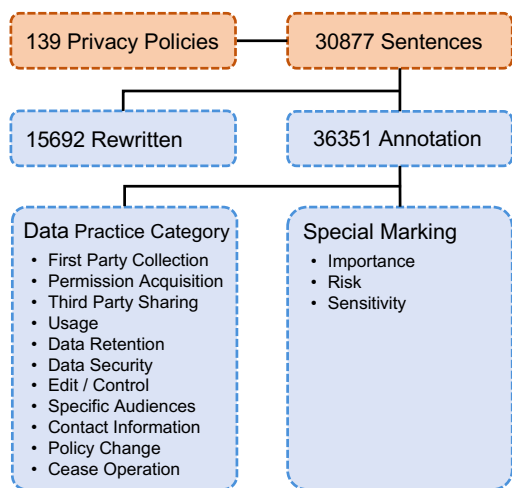 139 Privacy Policies
30877 Sentences
15692 Rewritten
36351 Annotation
Data Practice Category
• First Party Collection
• Permission Acquisition
• Third Party Sharing
• Usage
• Data Retention
• Data Security
• Edit / Control
• Specific Audiences
• Contact Information
• Policy Change
• Cease Operation
Special Marking
• Importance
• Risk
• Sensitivity